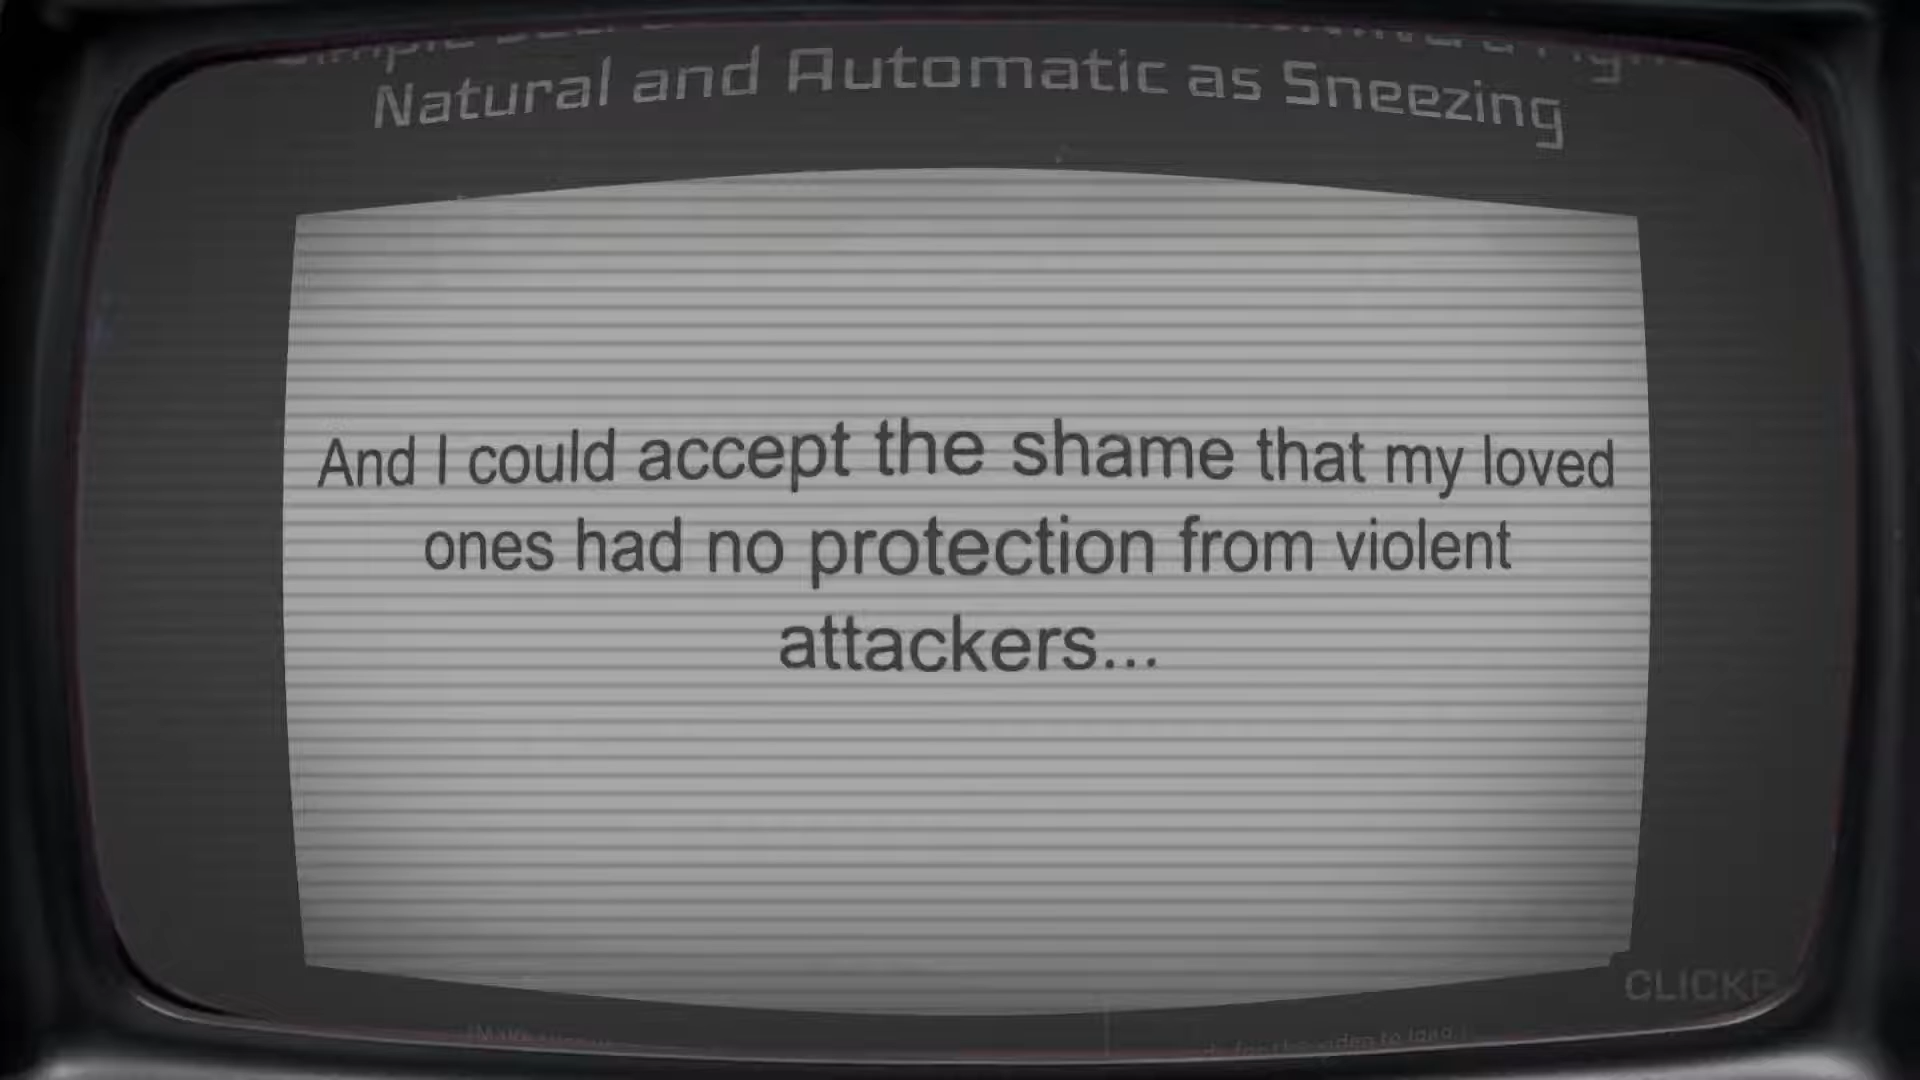 Natural and Automatic as Sneezing
And I could accept the shame that my loved
ones had no protection from violent
attackers...